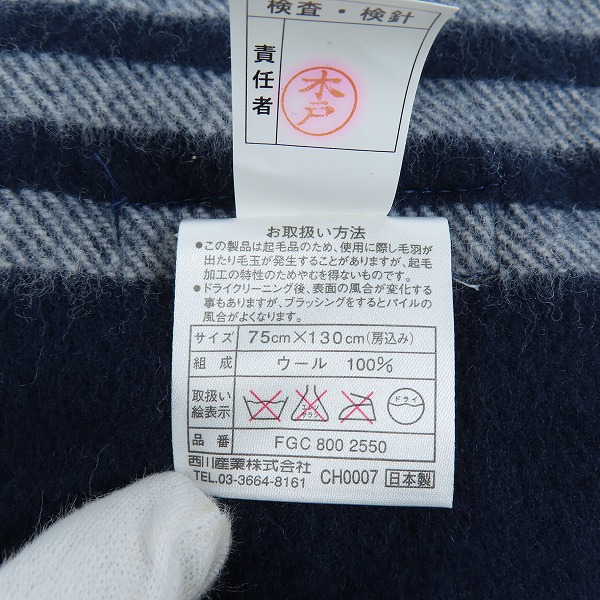 検査・検針
責任者
木戸
お取扱い方法
●この製品は起毛品のため、使用に際し毛羽が
出たり毛玉が発生することがありますが、起毛
加工の特性のためやむを得ないものです。
●ドライクリーニング後、表面の風合が変化する
事もありますが、ブラッシングをするとパイルの
風合がよくなります。
サイズ 75cm×130cm(房込み)
組成 ウール 100%
取扱い
絵表示 エンソ サラシ ドライ
品番 FGC 800 2550
西川産業株式会社
TEL.03-3664-8161 CH0007 日本製